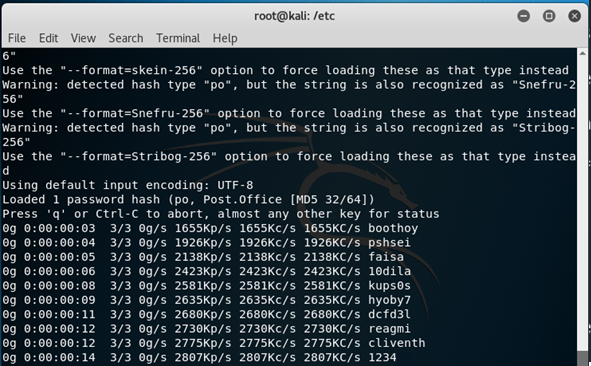 root@kali: /etc
File Edit View Search Terminal Help
6"
Use the "--format=skein-256" option to force loading these as that type instead
Warning: detected hash type "po", but the string is also recognized as "Snefru-2
56"
Use the "--format=Snefru-256" option to force loading these as that type instead
Warning: detected hash type "po", but the string is also recognized as "Stribog-
256"
Use the "--format=Stribog-256" option to force loading these as that type instea
d
Using default input encoding: UTF-8
Loaded 1 password hash (po, Post.Office [MD5 32/64])
Press 'q' or Ctrl-C to abort, almost any other key for status
0g 0:00:00:03  3/3 0g/s 1655Kp/s 1655Kc/s 1655KC/s boothoy
0g 0:00:00:04  3/3 0g/s 1926Kp/s 1926Kc/s 1926KC/s pshsei
0g 0:00:00:05  3/3 0g/s 2138Kp/s 2138Kc/s 2138KC/s faisa
0g 0:00:00:06  3/3 0g/s 2423Kp/s 2423Kc/s 2423KC/s 10dila
0g 0:00:00:08  3/3 0g/s 2581Kp/s 2581Kc/s 2581KC/s kups0s
0g 0:00:00:09  3/3 0g/s 2635Kp/s 2635Kc/s 2635KC/s hyoby7
0g 0:00:00:11  3/3 0g/s 2680Kp/s 2680Kc/s 2680KC/s dcfd3l
0g 0:00:00:12  3/3 0g/s 2730Kp/s 2730Kc/s 2730KC/s reagmi
0g 0:00:00:12  3/3 0g/s 2775Kp/s 2775Kc/s 2775KC/s cliventh
0g 0:00:00:14  3/3 0g/s 2807Kp/s 2807Kc/s 2807KC/s 1234